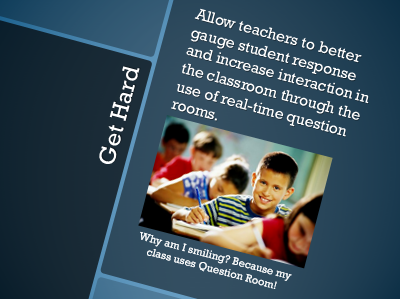 Get Hard
Allow teachers to better
gauge student response
and increase interaction in
the classroom through the
use of real-time question
rooms.
Why am I smiling? Because my
class uses Question Room!